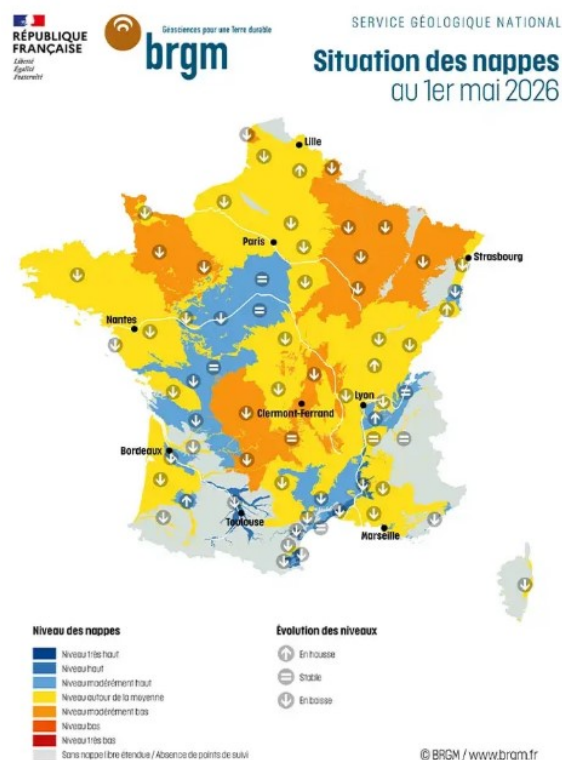 RÉPUBLIQUE
FRANÇAISE
Liberté
Égalité
Fraternité
Géosciences pour une Terre durable
brgm
SERVICE GÉOLOGIQUE NATIONAL
Situation des nappes
au 1er mai 2026
Lille
Paris
Strasbourg
Nantes
Lyon
Clermont-Ferrand
Bordeaux
Toulouse
Marseille
Niveau des nappes
Niveau très haut
Niveau haut
Niveau modérément haut
Niveau autour de la moyenne
Niveau modérément bas
Niveau bas
Niveau très bas
Sans nappe libre étendue / Absence de points de suivi
Évolution des niveaux
En hausse
Stable
En baisse
© BRGM / www.brgm.fr